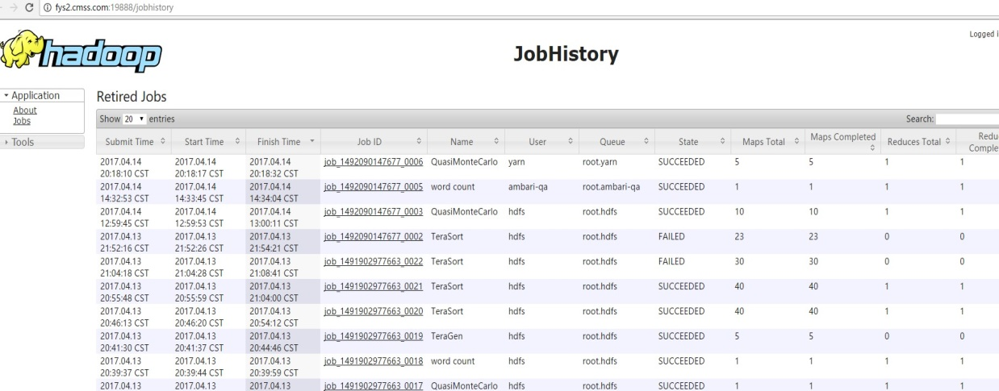 fys2.cmss.com:19888/jobhistory
hadoop
JobHistory
Logged i
Application
About
Jobs
Tools
Retired Jobs
Show 20 entries Search:
Submit Time Start Time Finish Time Job ID Name User Queue State Maps Total Maps Completed Reduces Total Redu
Comple
2017.04.14 2017.04.14 2017.04.14 job_1492090147677_0006 QuasiMonteCarlo yarn root.yarn SUCCEEDED 5 5 1 1
20:18:10 CST 20:18:17 CST 20:18:32 CST
2017.04.14 2017.04.14 2017.04.14 job_1492090147677_0005 word count ambari-qa root.ambari-qa SUCCEEDED 1 1 1 1
14:32:53 CST 14:33:45 CST 14:34:04 CST
2017.04.14 2017.04.14 2017.04.14 job_1492090147677_0003 QuasiMonteCarlo hdfs root.hdfs SUCCEEDED 10 10 1 1
12:59:45 CST 12:59:53 CST 13:00:11 CST
2017.04.13 2017.04.13 2017.04.13 job_1492090147677_0002 TeraSort hdfs root.hdfs FAILED 23 23 0 0
21:52:16 CST 21:52:26 CST 21:54:21 CST
2017.04.13 2017.04.13 2017.04.13 job_1491902977663_0022 TeraSort hdfs root.hdfs FAILED 30 30 0 0
21:04:18 CST 21:04:28 CST 21:08:41 CST
2017.04.13 2017.04.13 2017.04.13 job_1491902977663_0021 TeraSort hdfs root.hdfs SUCCEEDED 40 40 1 1
20:55:48 CST 20:55:59 CST 21:04:00 CST
2017.04.13 2017.04.13 2017.04.13 job_1491902977663_0020 TeraSort hdfs root.hdfs SUCCEEDED 40 40 1 1
20:46:13 CST 20:46:20 CST 20:54:12 CST
2017.04.13 2017.04.13 2017.04.13 job_1491902977663_0019 TeraGen hdfs root.hdfs SUCCEEDED 5 5 0 0
20:41:30 CST 20:41:37 CST 20:44:46 CST
2017.04.13 2017.04.13 2017.04.13 job_1491902977663_0018 word count hdfs root.hdfs SUCCEEDED 1 1 1 1
20:39:37 CST 20:39:44 CST 20:39:59 CST
2017.04.13 2017.04.13 2017.04.13 job_1491902977663_0017 QuasiMonteCarlo hdfs root.hdfs SUCCEEDED 1 1 1 1